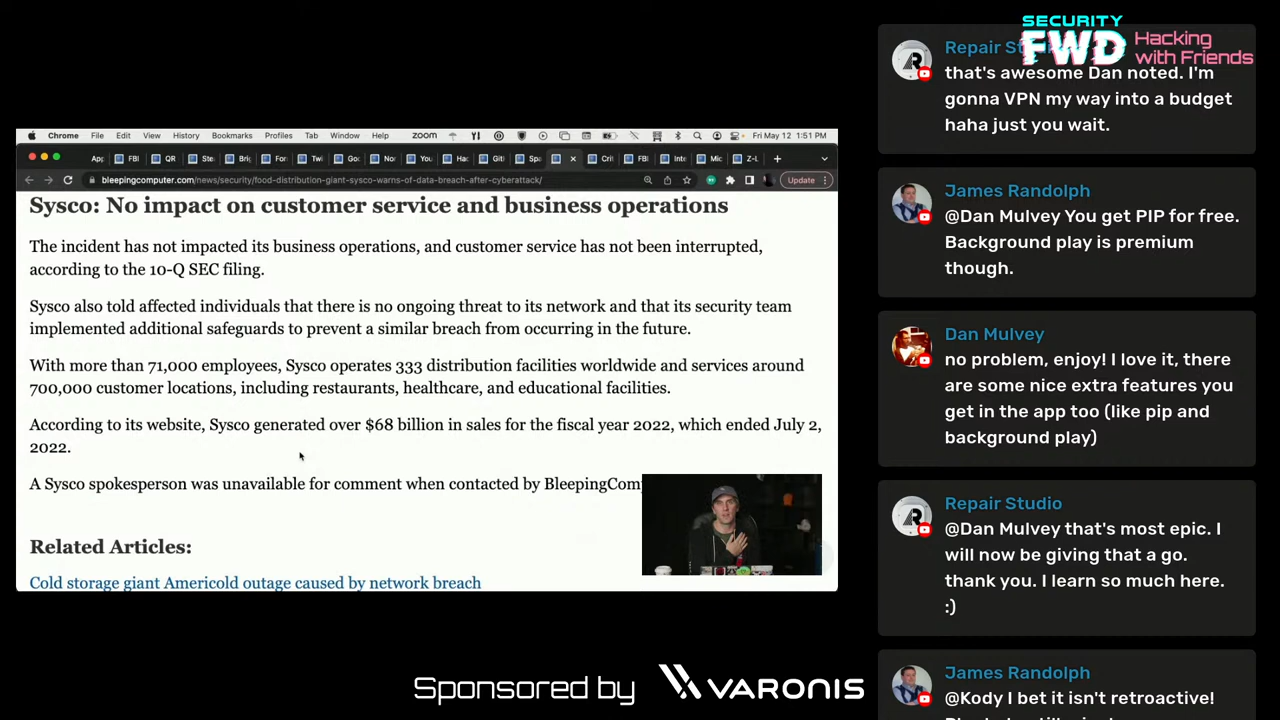 SECURITY
FWD
Hacking
with Friends
Chrome File Edit View History Bookmarks Profiles Tab Window Help zoom Fri May 12 1:51 PM
FBI QR
Update
bleepingcomputer.com/news/security/food-distribution-giant-sysco-warns-of-data-breach-after-cyberattack/
Sysco: No impact on customer service and business operations
The incident has not impacted its business operations, and customer service has not been interrupted,
according to the 10-Q SEC filing.
Sysco also told affected individuals that there is no ongoing threat to its network and that its security team
implemented additional safeguards to prevent a similar breach from occurring in the future.
With more than 71,000 employees, Sysco operates 333 distribution facilities worldwide and services around
700,000 customer locations, including restaurants, healthcare, and educational facilities.
According to its website, Sysco generated over $68 billion in sales for the fiscal year 2022, which ended July 2,
2022.
A Sysco spokesperson was unavailable for comment when contacted by
Related Articles:
Cold storage giant Americold outage caused by network breach
Repair
that's awesome Dan noted. I'm
gonna VPN my way into a budget
haha just you wait.
James Randolph
@Dan Mulvey You get PIP for free.
Background play is premium
though.
Dan Mulvey
no problem, enjoy! I love it, there
are some nice extra features you
get in the app too (like pip and
background play)
Repair Studio
@Dan Mulvey that's most epic. I
will now be giving that a go.
thank you. I learn so much here.
:)
James Randolph
@Kody I bet it isn't retroactive!
Sponsored by VARONIS